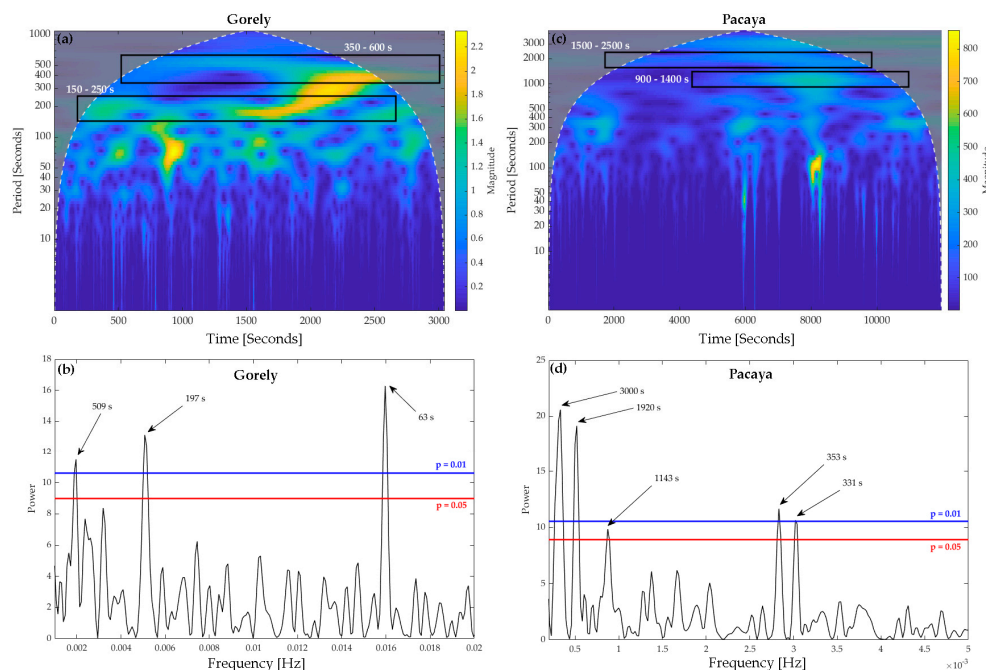 Gorely
(a)
350 - 600 s
150 - 250 s
Period [Seconds]
1000
500
400
300
200
100
50
40
30
20
10
0 500 1000 1500 2000 2500 3000
Time [Seconds]
2.2
2
1.8
1.6
1.4
1.2
1
0.8
0.6
0.4
0.2
Magnitude
Pacaya
(c)
1500 - 2500 s
900 - 1400 s
Period [Seconds]
3000
2000
1000
500
300
200
100
50
40
30
20
10
0 2000 4000 6000 8000 10000
Time [Seconds]
800
700
600
500
400
300
200
100
Magnitude
(b)
Gorely
509 s
197 s
63 s
p = 0.01
p = 0.05
Power
18
16
14
12
10
8
6
4
2
0
0.002 0.004 0.006 0.008 0.01 0.012 0.014 0.016 0.018 0.02
Frequency [Hz]
(d)
Pacaya
3000 s
1920 s
1143 s
353 s
331 s
p = 0.01
p = 0.05
Power
25
20
15
10
5
0
0.5 1 1.5 2 2.5 3 3.5 4 4.5 5
×10⁻³
Frequency [Hz]